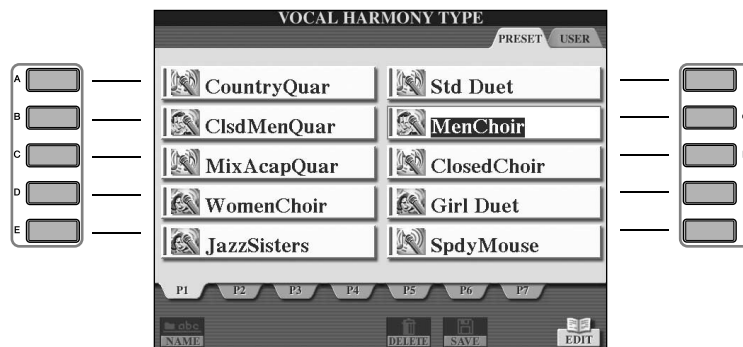 VOCAL HARMONY TYPE
PRESET USER
A
CountryQuar Std Duet
B
ClsdMenQuar MenChoir
C
MixAcapQuar ClosedChoir
D
WomenChoir Girl Duet
E
JazzSisters SpdyMouse
P1 P2 P3 P4 P5 P6 P7
abc
NAME DELETE SAVE EDIT